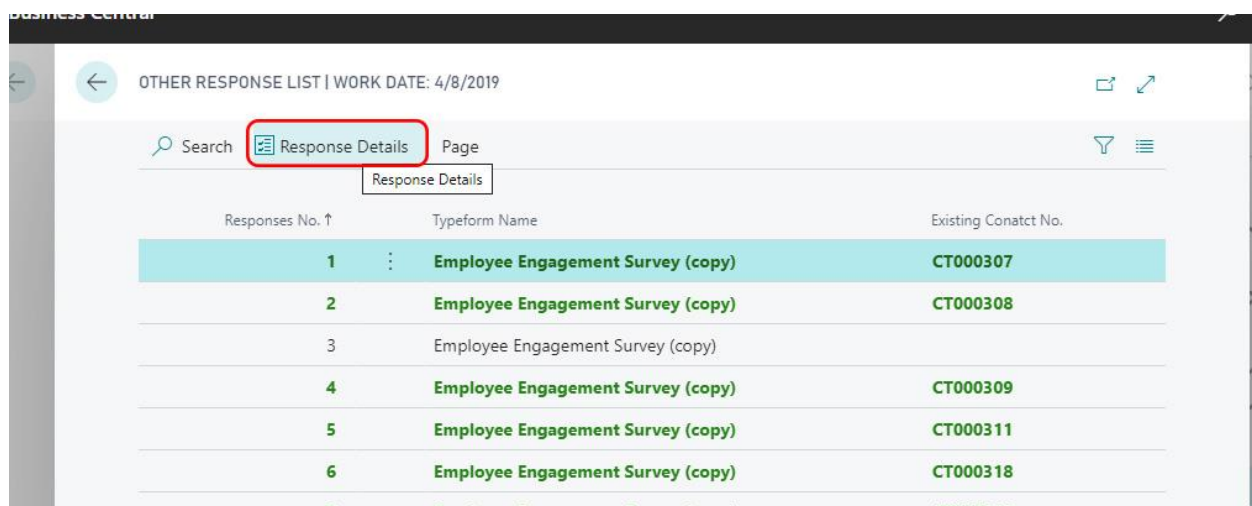 Business Central
OTHER RESPONSE LIST | WORK DATE: 4/8/2019
Search Response Details Page
Response Details
Responses No. ↑ Typeform Name Existing Conatct No.
1 Employee Engagement Survey (copy) CT000307
2 Employee Engagement Survey (copy) CT000308
3 Employee Engagement Survey (copy)
4 Employee Engagement Survey (copy) CT000309
5 Employee Engagement Survey (copy) CT000311
6 Employee Engagement Survey (copy) CT000318